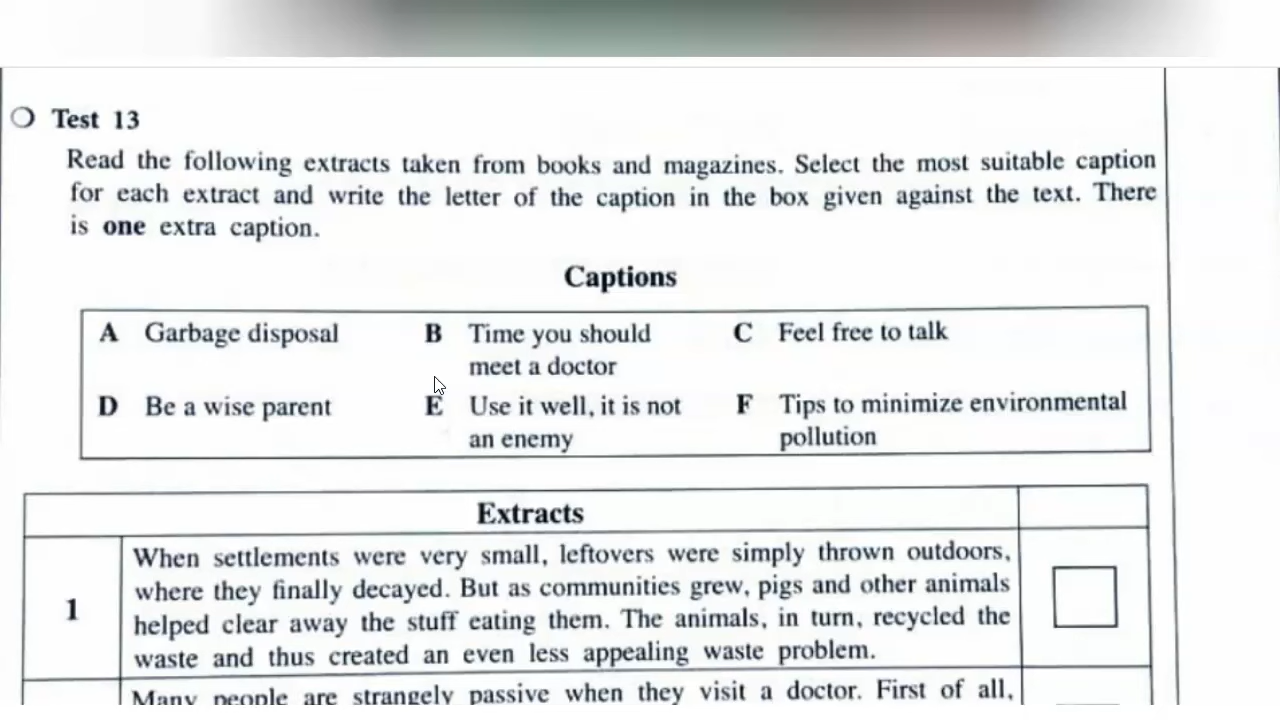 Test 13
Read the following extracts taken from books and magazines. Select the most suitable caption
for each extract and write the letter of the caption in the box given against the text. There
is one extra caption.
Captions
A Garbage disposal
B Time you should
meet a doctor
C Feel free to talk
D Be a wise parent
E Use it well, it is not
an enemy
F Tips to minimize environmental
pollution
Extracts
1
When settlements were very small, leftovers were simply thrown outdoors,
where they finally decayed. But as communities grew, pigs and other animals
helped clear away the stuff eating them. The animals, in turn, recycled the
waste and thus created an even less appealing waste problem.
Many people are strangely passive when they visit a doctor. First of all,